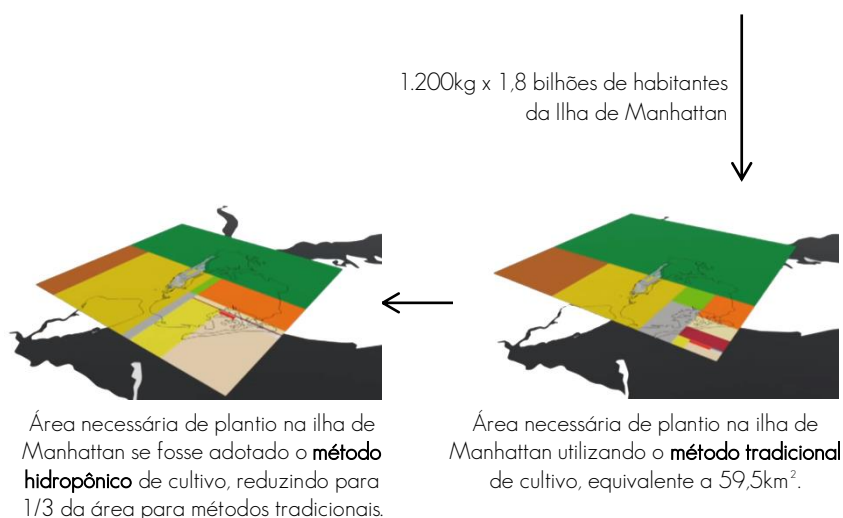 1.200kg x 1,8 bilhões de habitantes
da Ilha de Manhattan
Área necessária de plantio na ilha de
Manhattan se fosse adotado o método
hidropônico de cultivo, reduzindo para
1/3 da área para métodos tradicionais.
Área necessária de plantio na ilha de
Manhattan utilizando o método tradicional
de cultivo, equivalente a 59,5km².